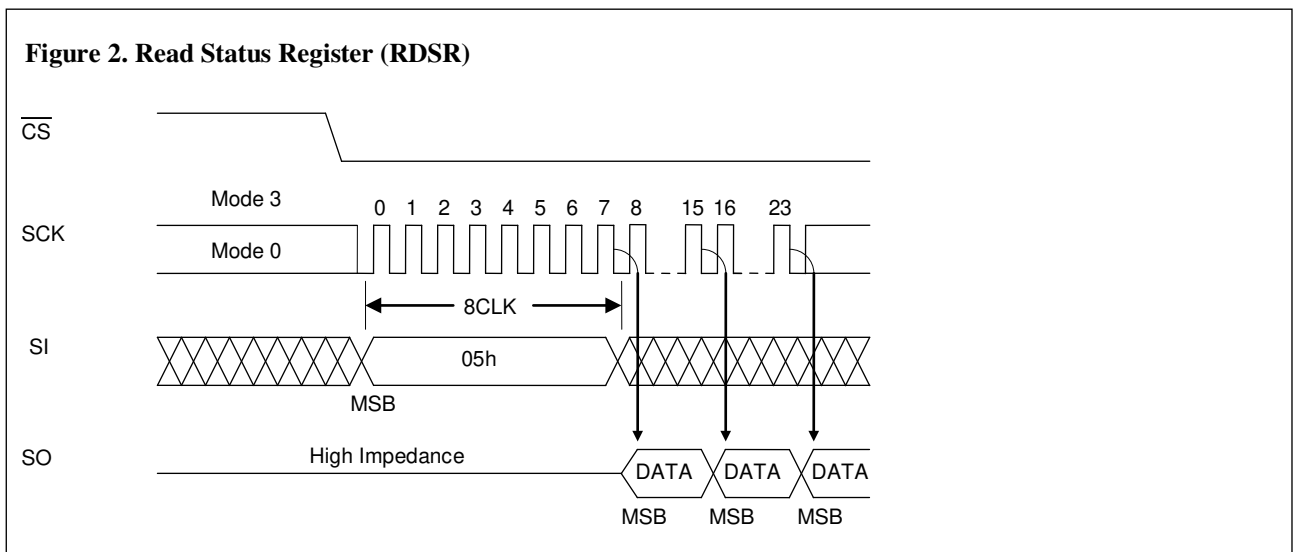 Figure 2. Read Status Register (RDSR)
CS
Mode 3
0 1 2 3 4 5 6 7 8 15 16 23
SCK
Mode 0
8CLK
SI
05h
MSB
SO
High Impedance
DATA DATA DATA
MSB MSB MSB